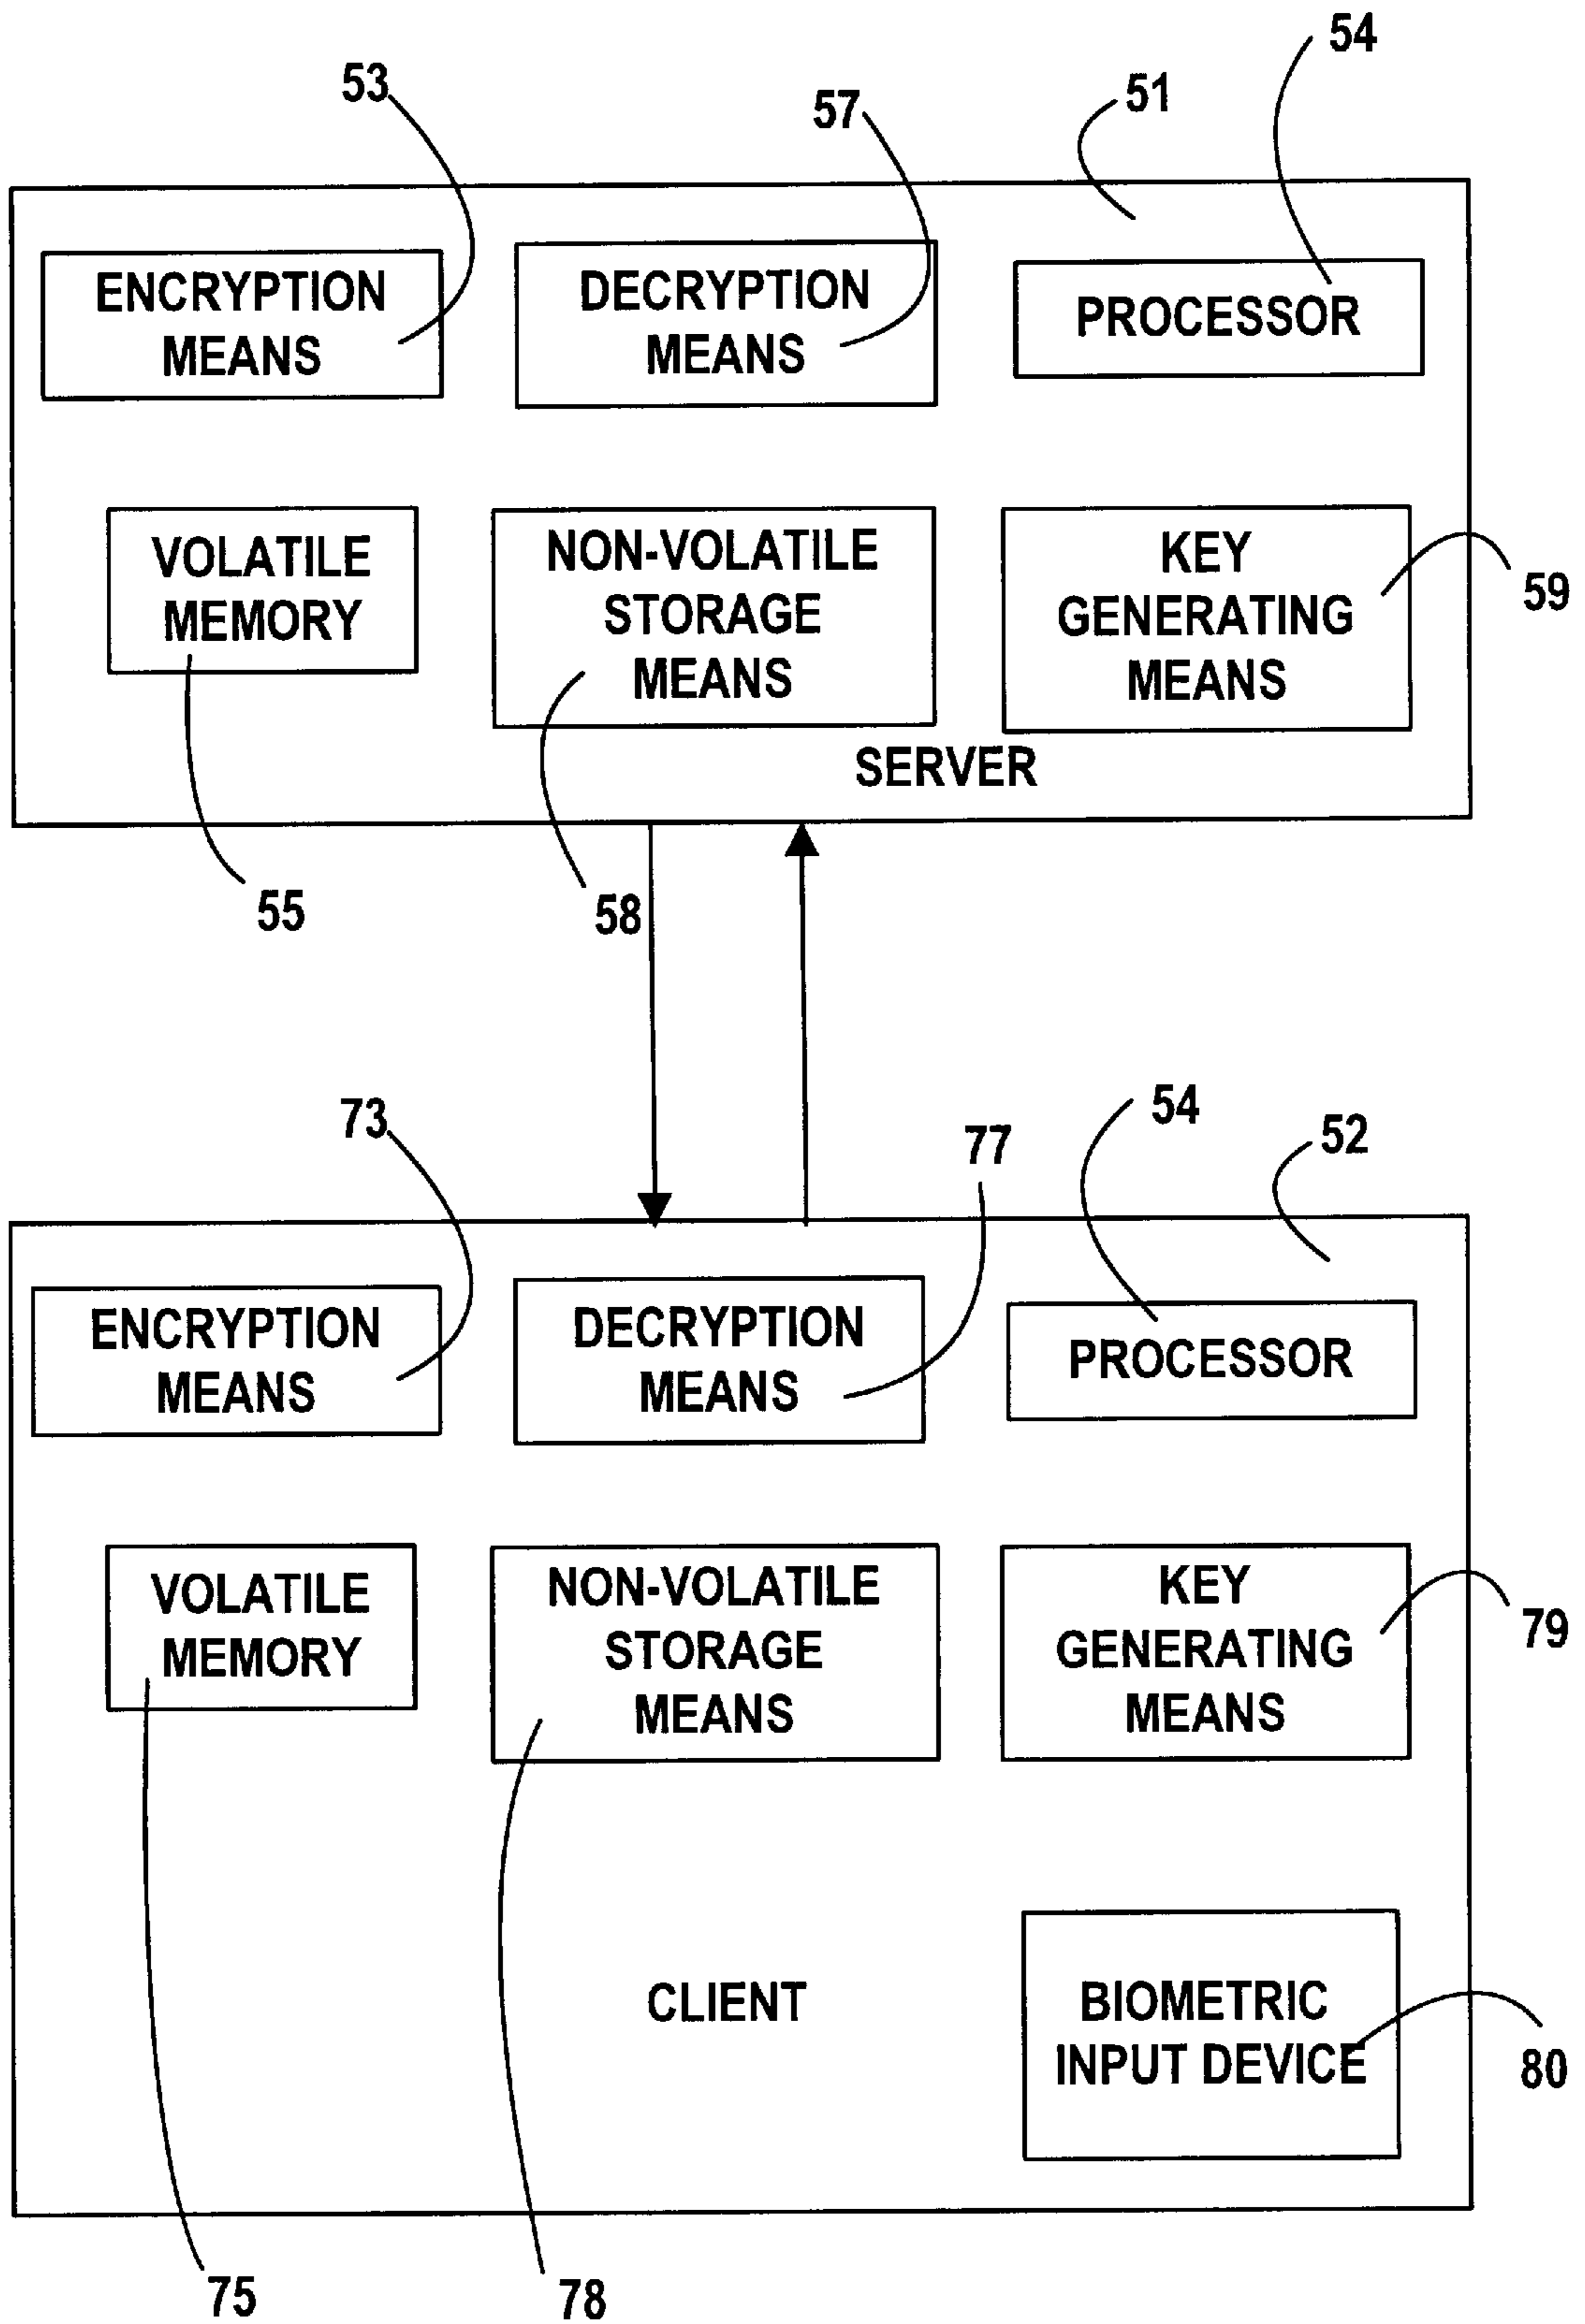 54
53
51
57
ENCRYPTION
MEANS
DECRYPTION
MEANS
PROCESSOR
VOLATILE
MEMORY
NON-VOLATILE
STORAGE
MEANS
KEY
GENERATING
MEANS
59
SERVER
55
58
73
54
52
77
ENCRYPTION
MEANS
DECRYPTION
MEANS
PROCESSOR
VOLATILE
MEMORY
NON-VOLATILE
STORAGE
MEANS
KEY
GENERATING
MEANS
79
CLIENT
BIOMETRIC
INPUT DEVICE
80
75
78